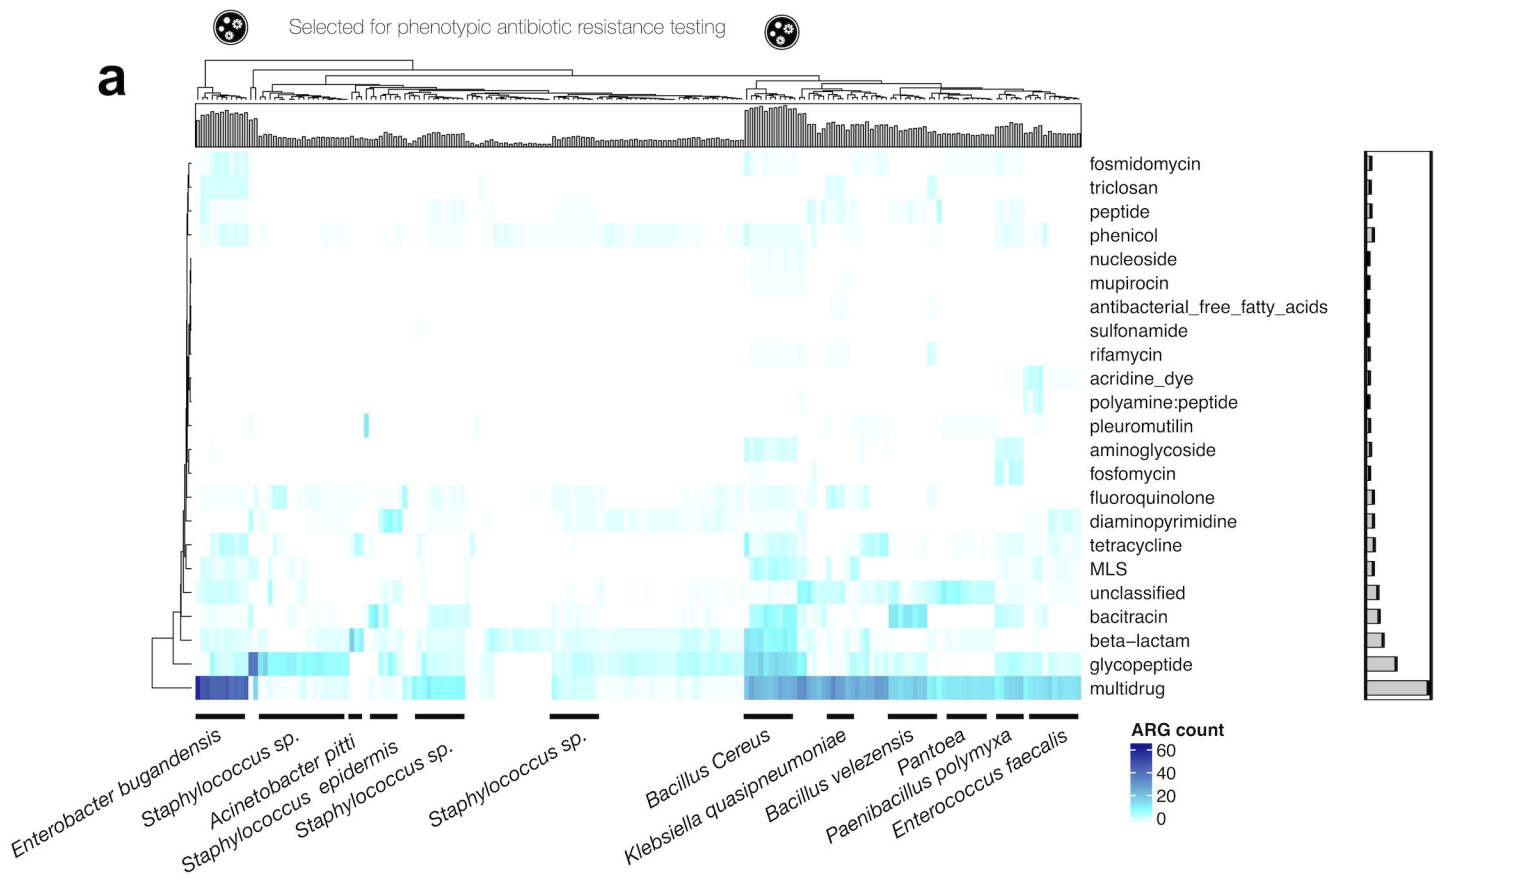 Selected for phenotypic antibiotic resistance testing
a
fosmidomycin
triclosan
peptide
phenicol
nucleoside
mupirocin
antibacterial_free_fatty_acids
sulfonamide
rifamycin
acridine_dye
polyamine:peptide
pleuromutilin
aminoglycoside
fosfomycin
fluoroquinolone
diaminopyrimidine
tetracycline
MLS
unclassified
bacitracin
beta–lactam
glycopeptide
multidrug
Enterobacter bugandensis
Staphylococcus sp.
Acinetobacter pitti
Staphylococcus epidermis
Staphylococcus sp.
Staphylococcus sp.
Bacillus Cereus
Klebsiella quasipneumoniae
Bacillus velezensis
Pantoea
Paenibacillus polymyxa
Enterococcus faecalis
ARG count
60
40
20
0